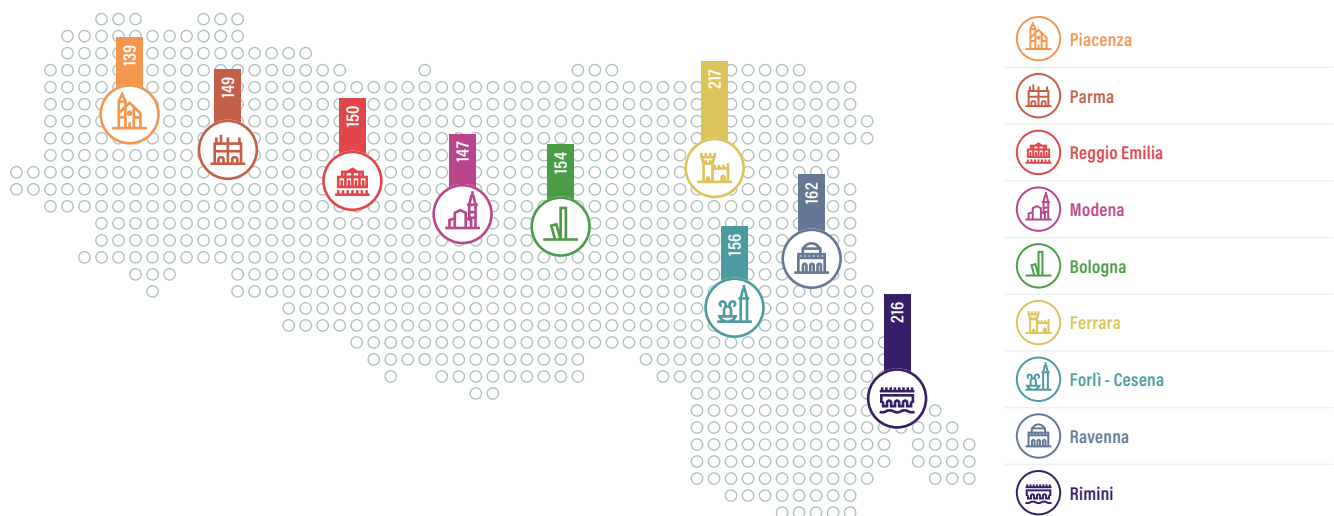 139
149
150
147
154
217
162
156
216
Piacenza
Parma
Reggio Emilia
Modena
Bologna
Ferrara
Forlì - Cesena
Ravenna
Rimini